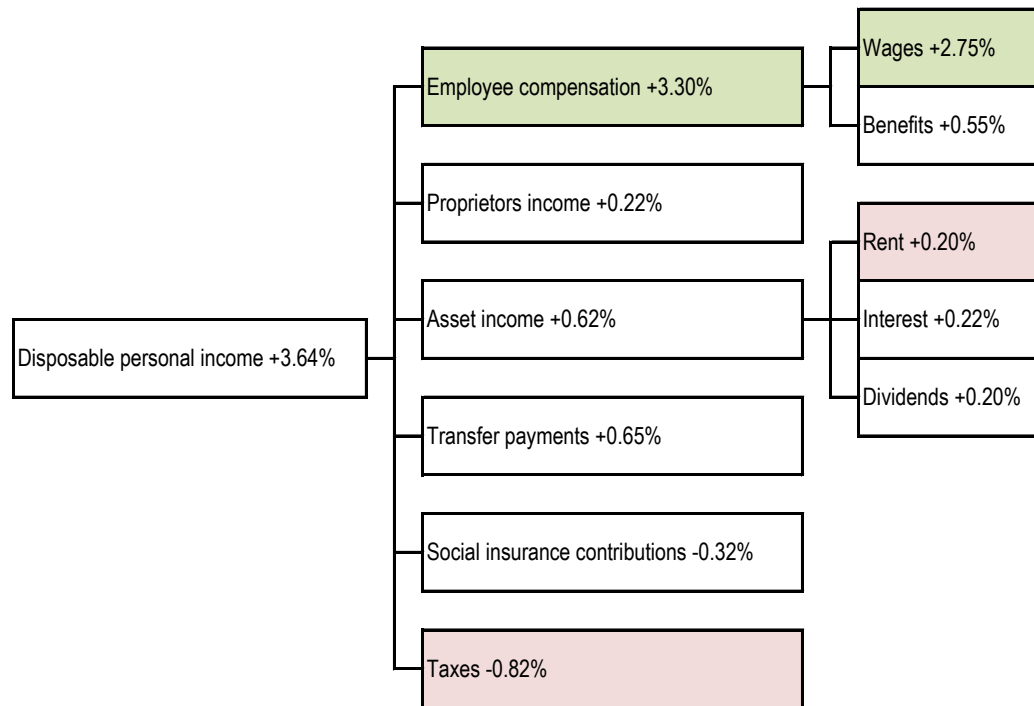 Disposable personal income +3.64%
Employee compensation +3.30%
Wages +2.75%
Benefits +0.55%
Proprietors income +0.22%
Asset income +0.62%
Rent +0.20%
Interest +0.22%
Dividends +0.20%
Transfer payments +0.65%
Social insurance contributions -0.32%
Taxes -0.82%